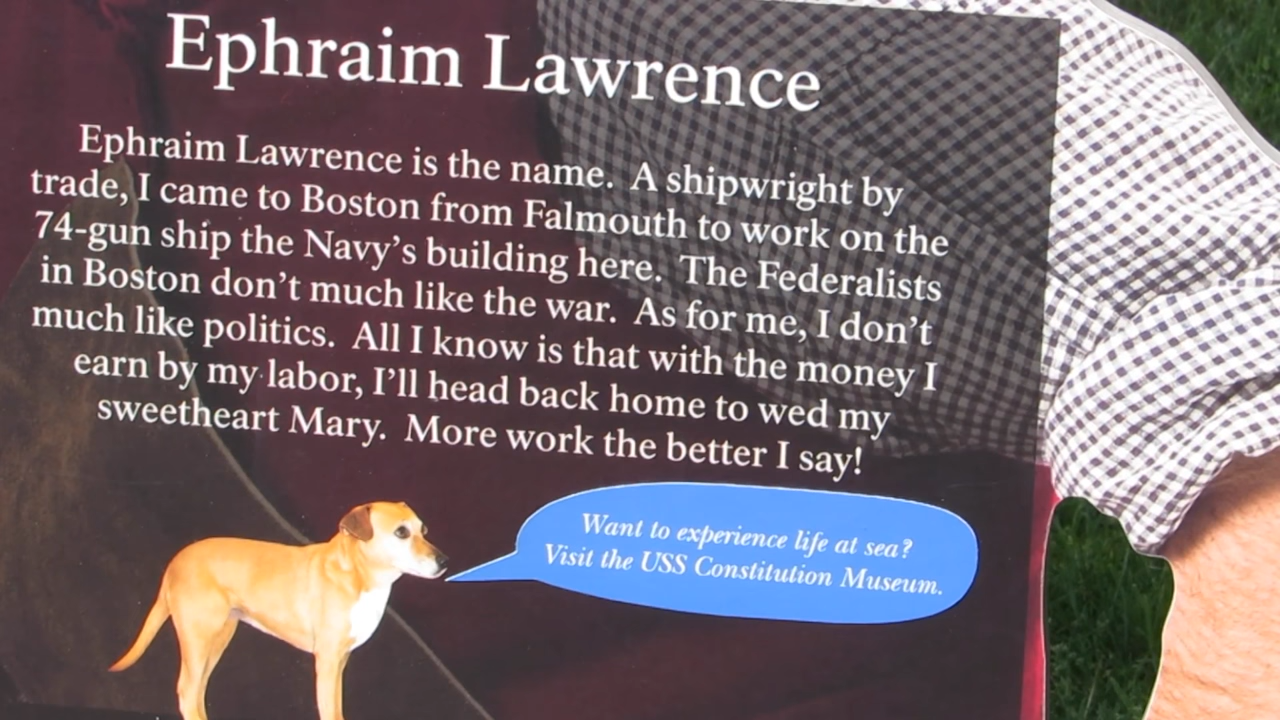 Ephraim Lawrence
Ephraim Lawrence is the name. A shipwright by
trade, I came to Boston from Falmouth to work on the
74-gun ship the Navy's building here. The Federalists
in Boston don't much like the war. As for me, I don't
much like politics. All I know is that with the money I
earn by my labor, I'll head back home to wed my
sweetheart Mary. More work the better I say!
Want to experience life at sea?
Visit the USS Constitution Museum.